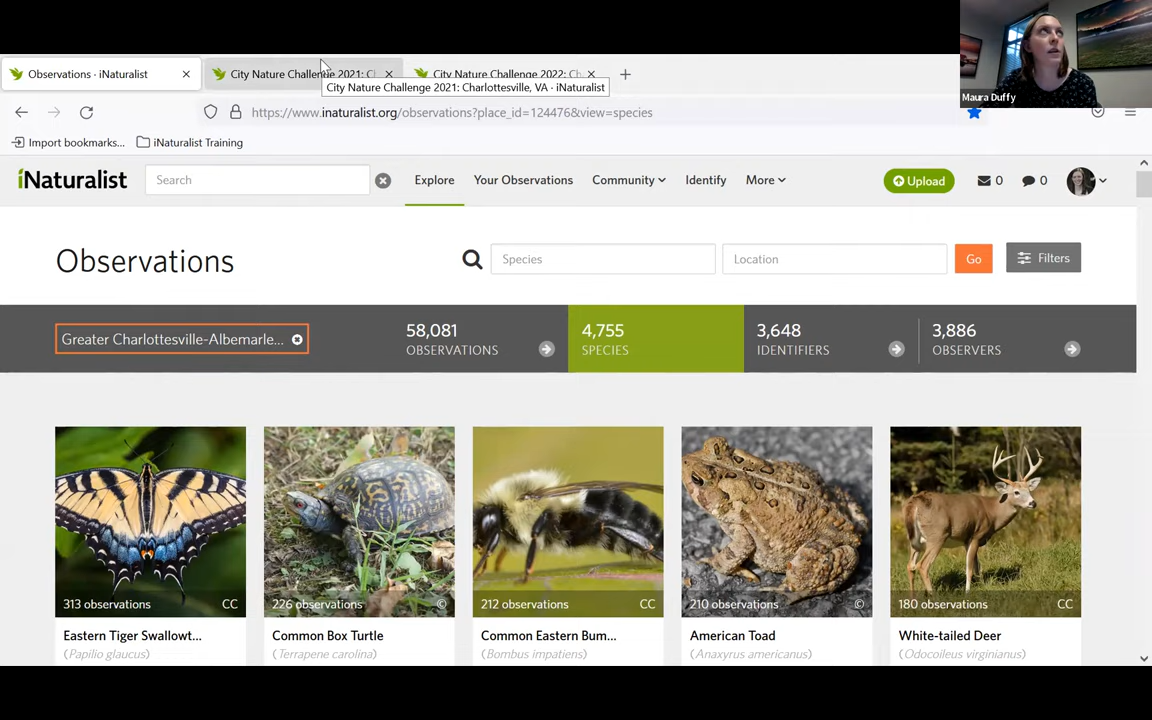 Observations · iNaturalist
City Nature Challenge 2021: C
City Nature Challenge 2022: Ch
City Nature Challenge 2021: Charlottesville, VA · iNaturalist
Maura Duffy
https://www.inaturalist.org/observations?place_id=124476&view=species
Import bookmarks...
iNaturalist Training
iNaturalist
Search
Explore
Your Observations
Community
Identify
More
Upload
0
0
Observations
Species
Location
Go
Filters
Greater Charlottesville-Albemarle...
58,081
OBSERVATIONS
4,755
SPECIES
3,648
IDENTIFIERS
3,886
OBSERVERS
313 observations CC
226 observations ©
212 observations CC
210 observations ©
180 observations CC
Eastern Tiger Swallowt...
(Papilio glaucus)
Common Box Turtle
(Terrapene carolina)
Common Eastern Bum...
(Bombus impatiens)
American Toad
(Anaxyrus americanus)
White-tailed Deer
(Odocoileus virginianus)